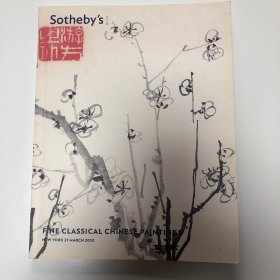 Sotheby's
FINE CLASSICAL CHINESE PAINTINGS
NEW YORK 21 MARCH 2013